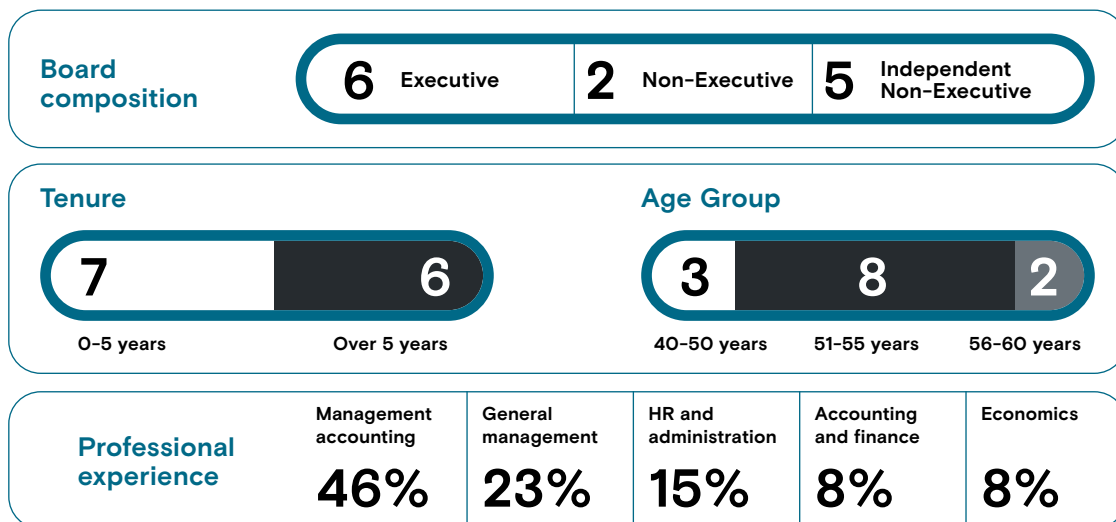 Board
composition
6 Executive
2 Non-Executive
5 Independent
Non-Executive
Tenure
7
6
0-5 years
Over 5 years
Age Group
3
8
2
40-50 years
51-55 years
56-60 years
Professional
experience
Management
accounting
46%
General
management
23%
HR and
administration
15%
Accounting
and finance
8%
Economics
8%